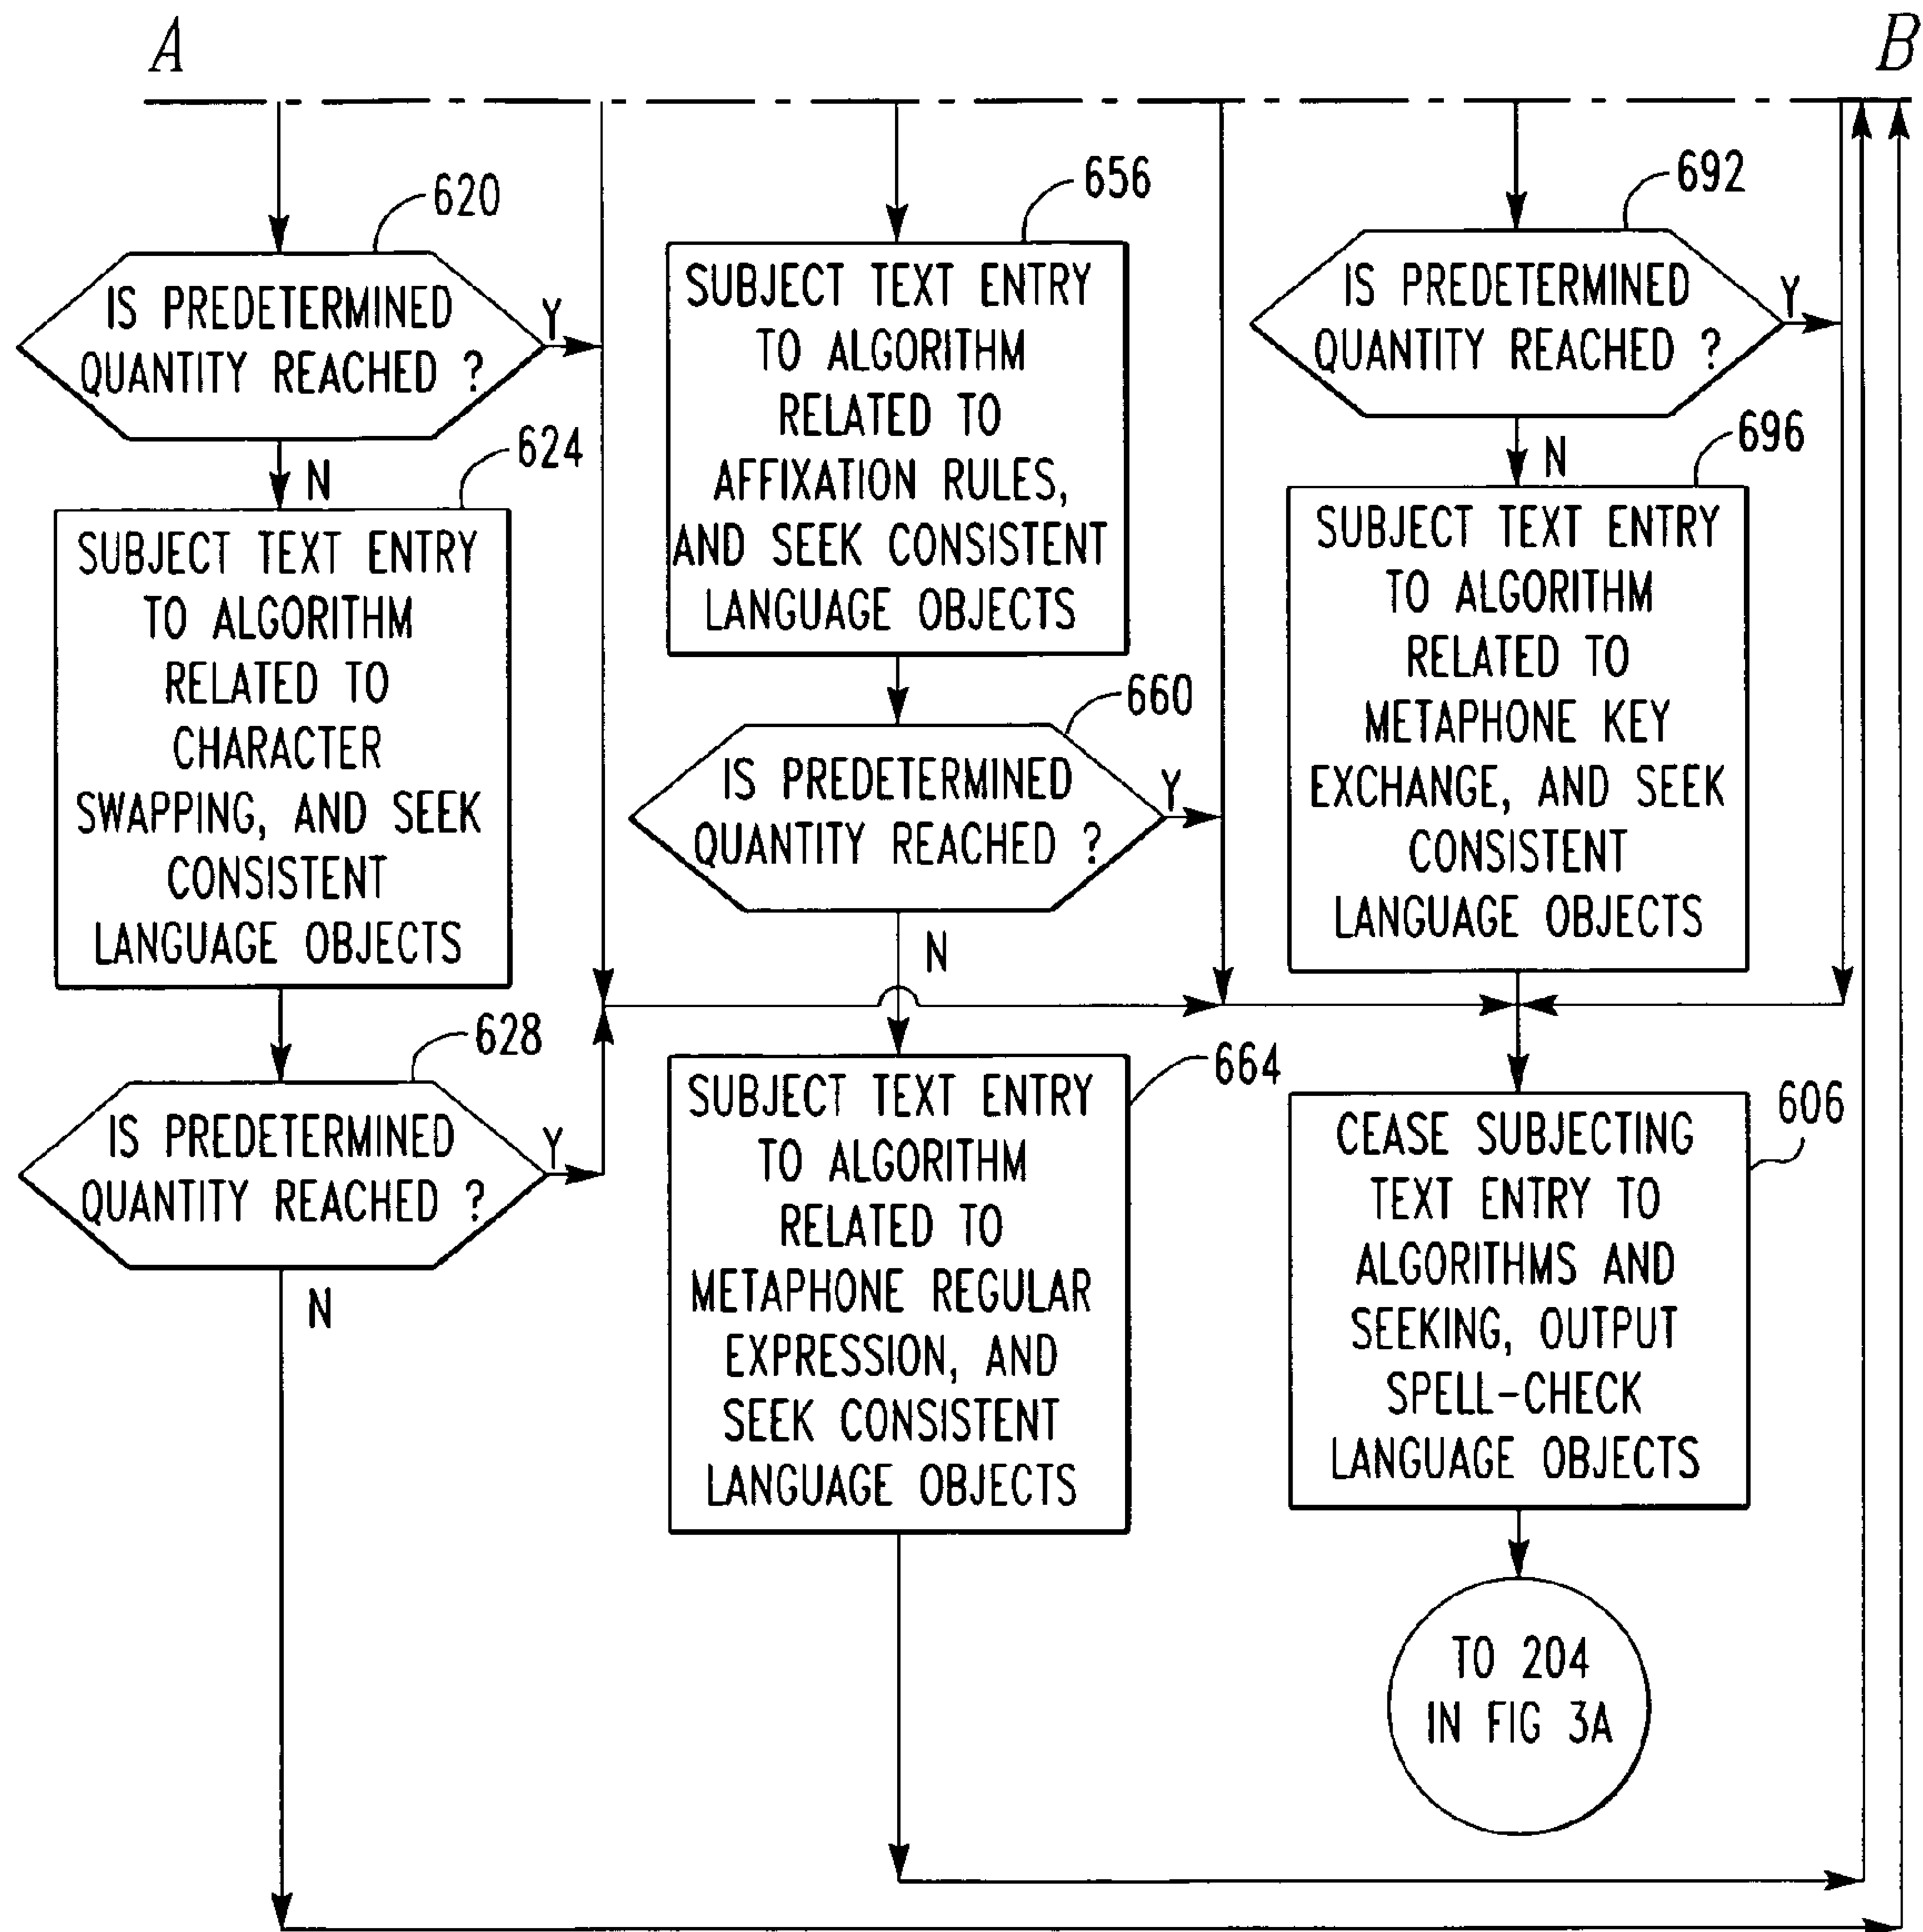 A
B
620
IS PREDETERMINED
QUANTITY REACHED ?
Y
N
624
SUBJECT TEXT ENTRY
TO ALGORITHM
RELATED TO
CHARACTER
SWAPPING, AND SEEK
CONSISTENT
LANGUAGE OBJECTS
628
IS PREDETERMINED
QUANTITY REACHED ?
Y
N
656
SUBJECT TEXT ENTRY
TO ALGORITHM
RELATED TO
AFFIXATION RULES,
AND SEEK CONSISTENT
LANGUAGE OBJECTS
660
IS PREDETERMINED
QUANTITY REACHED ?
Y
N
664
SUBJECT TEXT ENTRY
TO ALGORITHM
RELATED TO
METAPHONE REGULAR
EXPRESSION, AND
SEEK CONSISTENT
LANGUAGE OBJECTS
692
IS PREDETERMINED
QUANTITY REACHED ?
Y
N
696
SUBJECT TEXT ENTRY
TO ALGORITHM
RELATED TO
METAPHONE KEY
EXCHANGE, AND SEEK
CONSISTENT
LANGUAGE OBJECTS
606
CEASE SUBJECTING
TEXT ENTRY TO
ALGORITHMS AND
SEEKING, OUTPUT
SPELL-CHECK
LANGUAGE OBJECTS
TO 204
IN FIG 3A